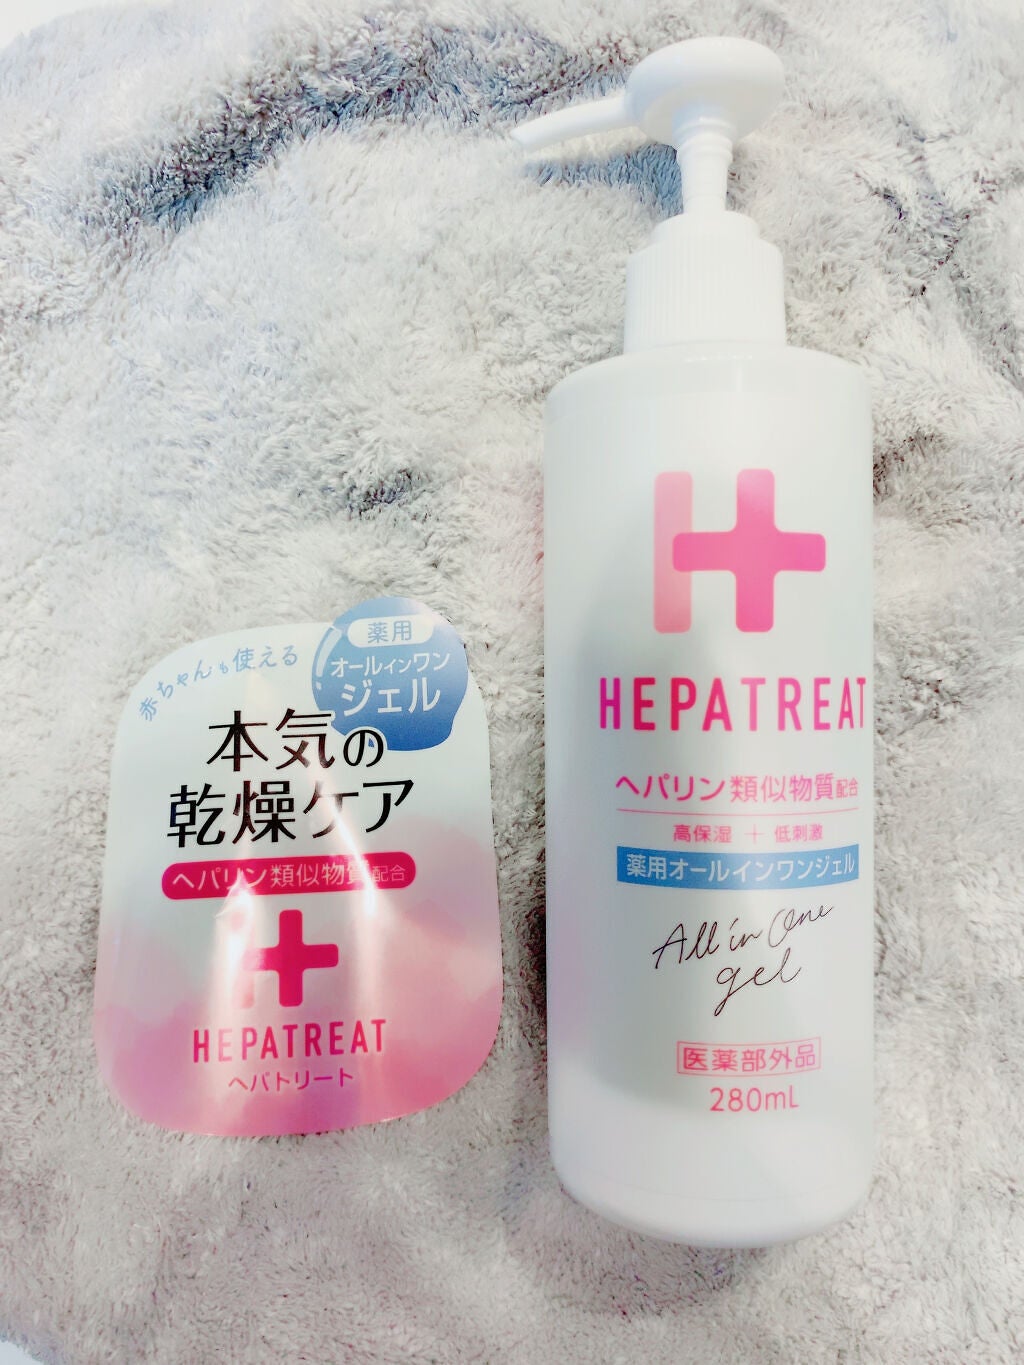 赤ちゃんも使える
薬用
オールインワン
ジェル
本気の
乾燥ケア
ヘパリン類似物質配合
HEPATREAT
ヘパトリート
HEPATREAT
ヘパリン類似物質配合
高保湿 + 低刺激
薬用オールインワンジェル
All in One
gel
医薬部外品
280mL